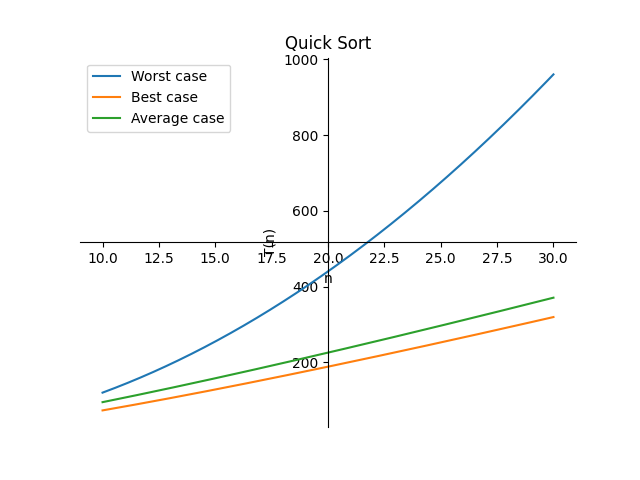 Quick Sort
Worst case
Best case
Average case
1000
800
600
400
200
T(n)
10.0 12.5 15.0 17.5 20.0 22.5 25.0 27.5 30.0
n